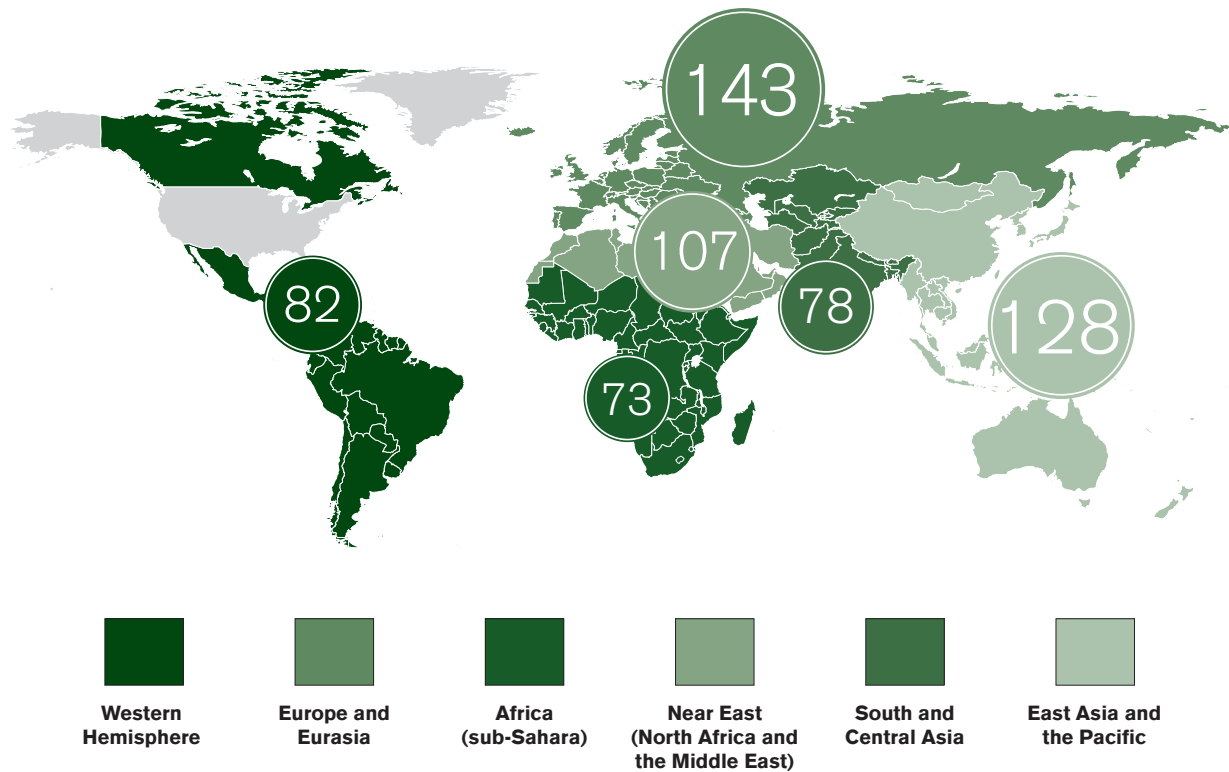 143
107
82
78
128
73
Western
Hemisphere
Europe and
Eurasia
Africa
(sub-Sahara)
Near East
(North Africa and
the Middle East)
South and
Central Asia
East Asia and
the Pacific